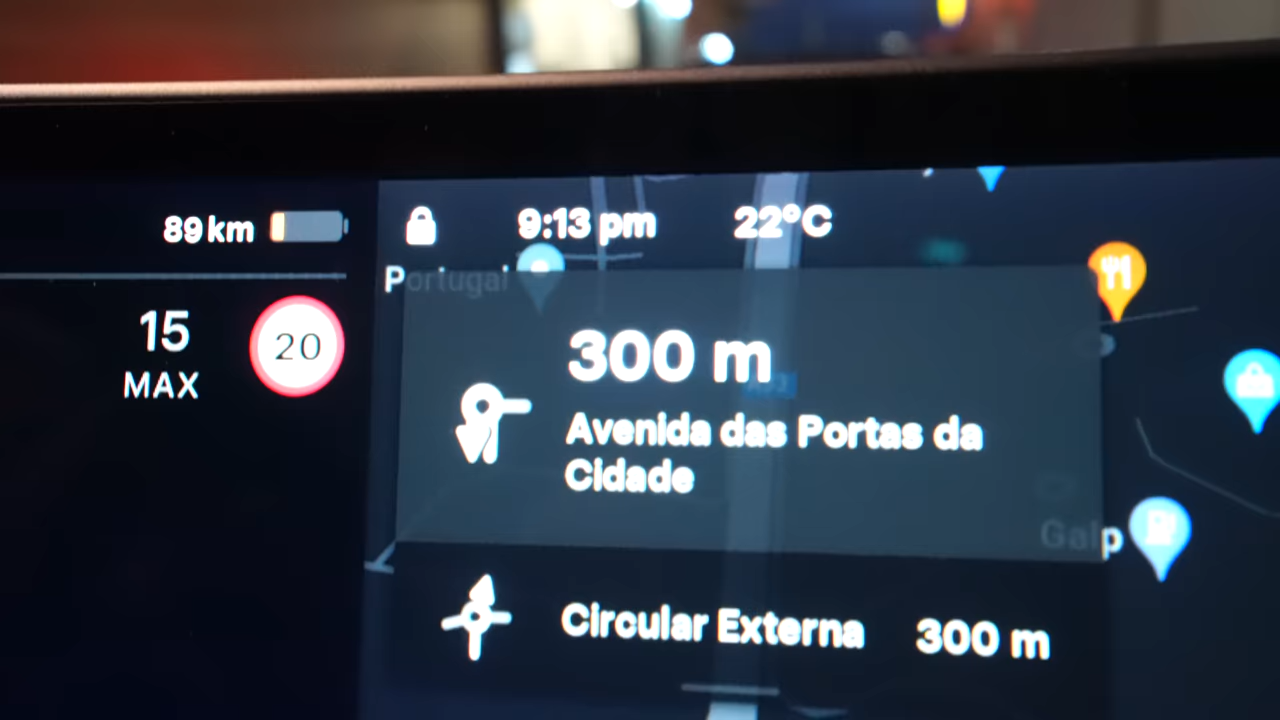 89 km
9:13 pm
22°C
Portugal
15
MAX
20
300 m
Avenida das Portas da
Cidade
Galp
Circular Externa
300 m